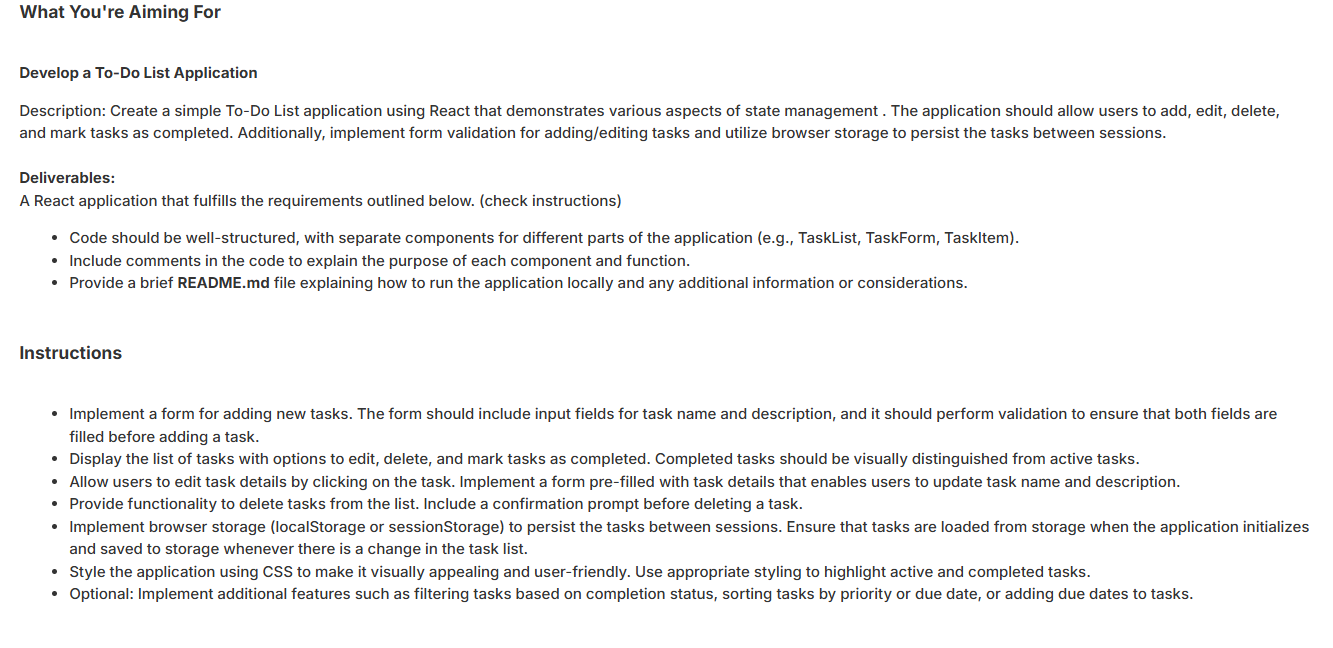 What You're Aiming For
Develop a To-Do List Application
Description: Create a simple To-Do List application using React that demonstrates various aspects of state management . The application should allow users to add, edit, delete,
and mark tasks as completed. Additionally, implement form validation for adding/editing tasks and utilize browser storage to persist the tasks between sessions.
Deliverables:
A React application that fulfills the requirements outlined below. (check instructions)
• Code should be well-structured, with separate components for different parts of the application (e.g., TaskList, TaskForm, TaskItem).
• Include comments in the code to explain the purpose of each component and function.
• Provide a brief README.md file explaining how to run the application locally and any additional information or considerations.
Instructions
• Implement a form for adding new tasks. The form should include input fields for task name and description, and it should perform validation to ensure that both fields are
filled before adding a task.
• Display the list of tasks with options to edit, delete, and mark tasks as completed. Completed tasks should be visually distinguished from active tasks.
• Allow users to edit task details by clicking on the task. Implement a form pre-filled with task details that enables users to update task name and description.
• Provide functionality to delete tasks from the list. Include a confirmation prompt before deleting a task.
• Implement browser storage (localStorage or sessionStorage) to persist the tasks between sessions. Ensure that tasks are loaded from storage when the application initializes
and saved to storage whenever there is a change in the task list.
• Style the application using CSS to make it visually appealing and user-friendly. Use appropriate styling to highlight active and completed tasks.
• Optional: Implement additional features such as filtering tasks based on completion status, sorting tasks by priority or due date, or adding due dates to tasks.